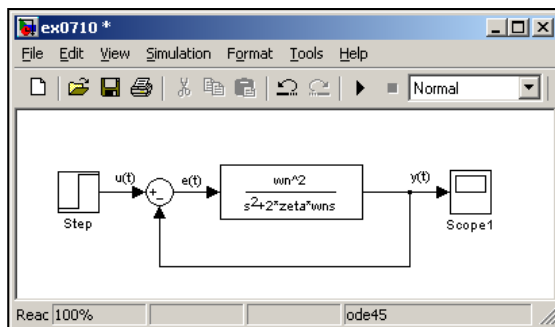 ex0710 *
File Edit View Simulation Format Tools Help
Normal
u(t) e(t) y(t)
wn^2
s^2+2*zeta*wns
+
-
Step
Scope1
Reac 100% ode45